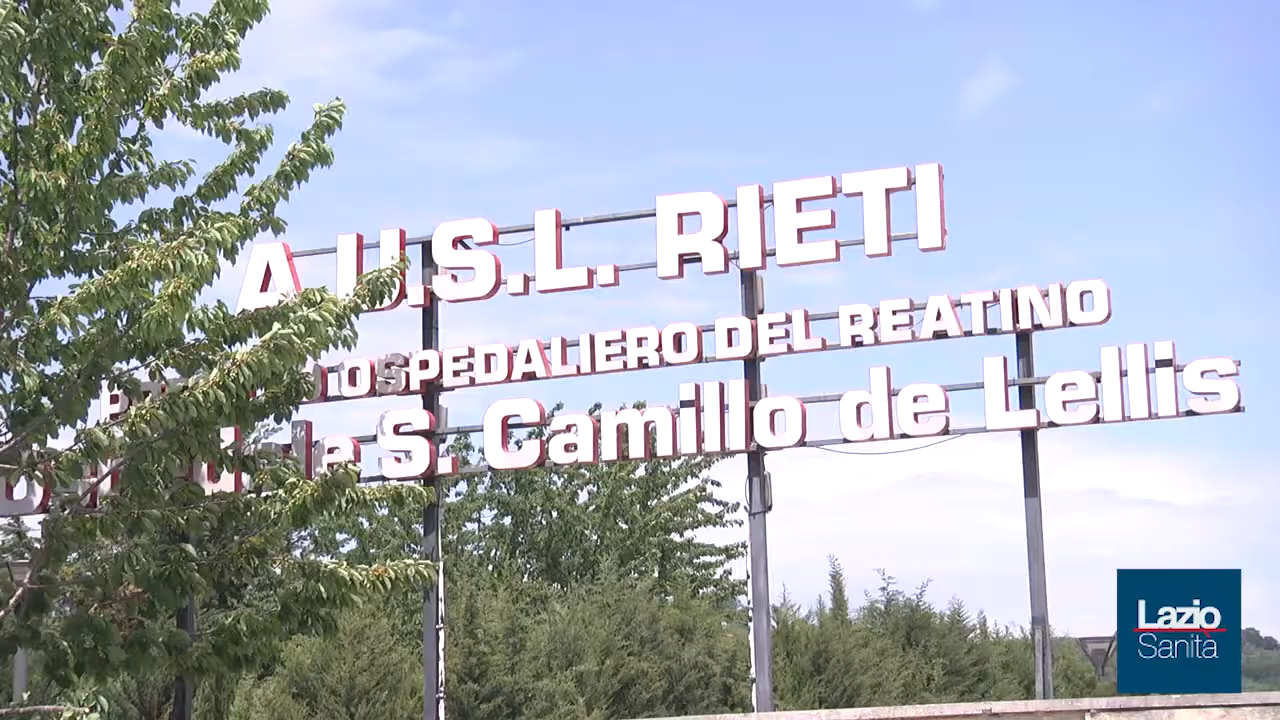 A.U.S.L. RIETI
OSPEDALIERO DEL REATINO
S. Camillo de Lellis
Lazio
Sanità